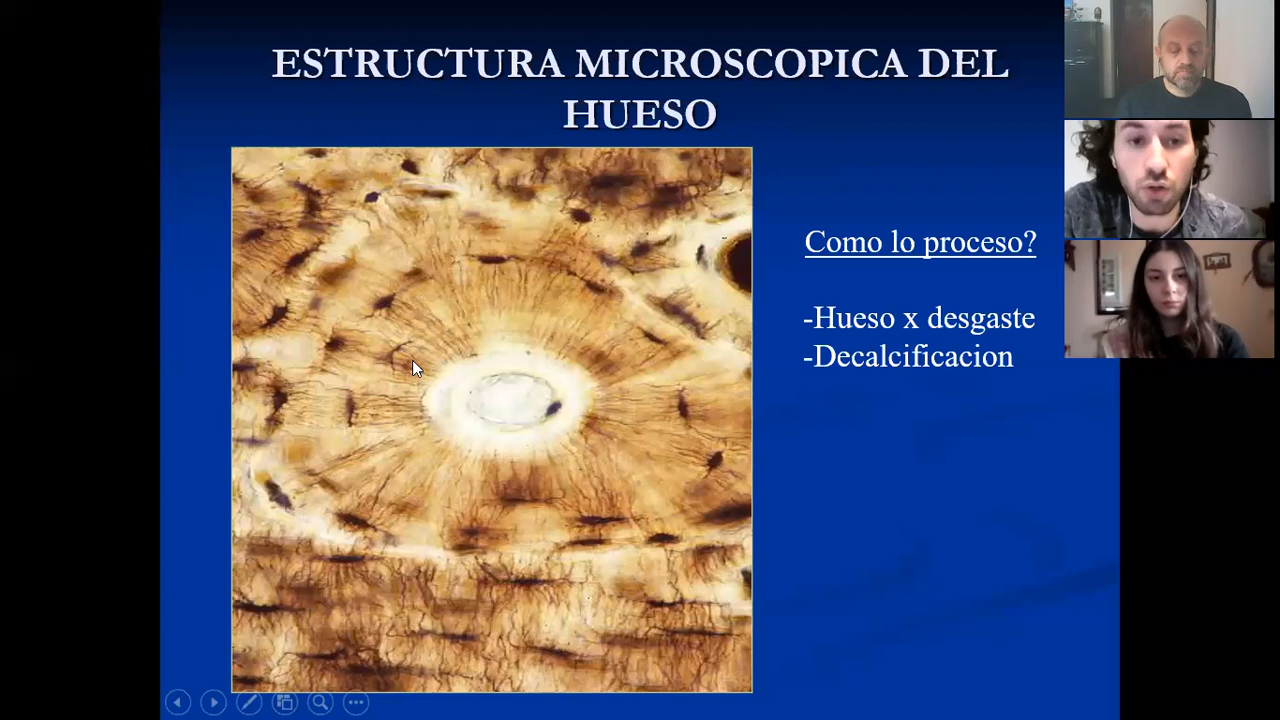 ESTRUCTURA MICROSCOPICA DEL
HUESO
Como lo proceso?
-Hueso x desgaste
-Decalcificacion